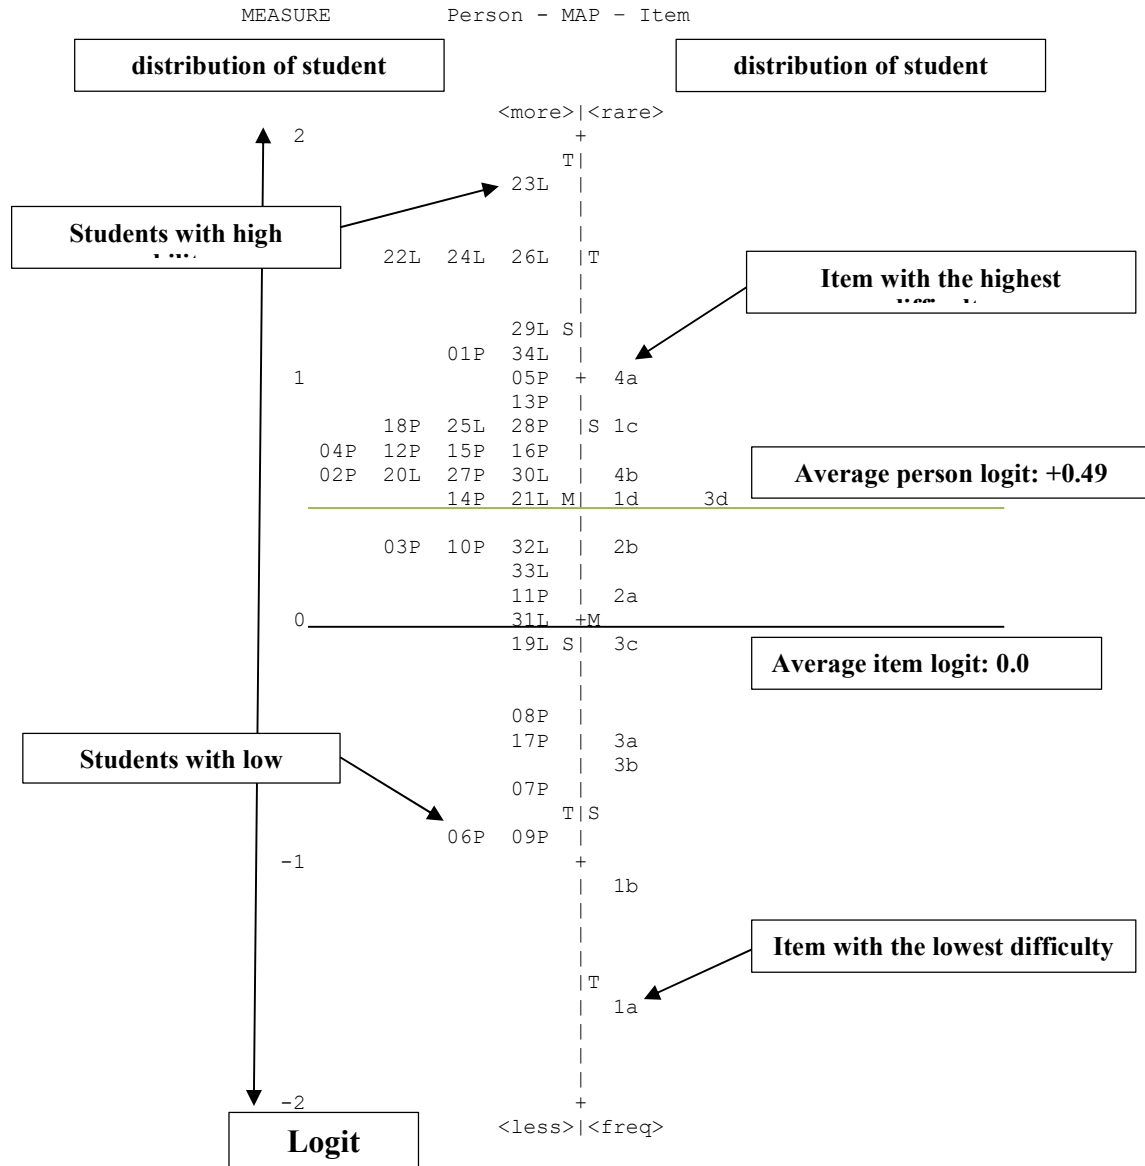 MEASURE Person - MAP – Item
distribution of student
distribution of student
<more>|<rare>
2 +
T|
23L |
Students with high
22L 24L 26L |T
Item with the highest
29L S|
01P 34L |
1 05P + 4a
13P |
18P 25L 28P |S 1c
04P 12P 15P 16P |
02P 20L 27P 30L | 4b
Average person logit: +0.49
14P 21L M| 1d 3d
|
03P 10P 32L | 2b
33L |
11P | 2a
0 31L +M
19L S| 3c
Average item logit: 0.0
|
|
08P |
17P | 3a
Students with low
| 3b
07P |
T|S
06P 09P |
-1 +
| 1b
|
|
Item with the lowest difficulty
|
|T
| 1a
|
|
|
-2 +
<less>|<freq>
Logit